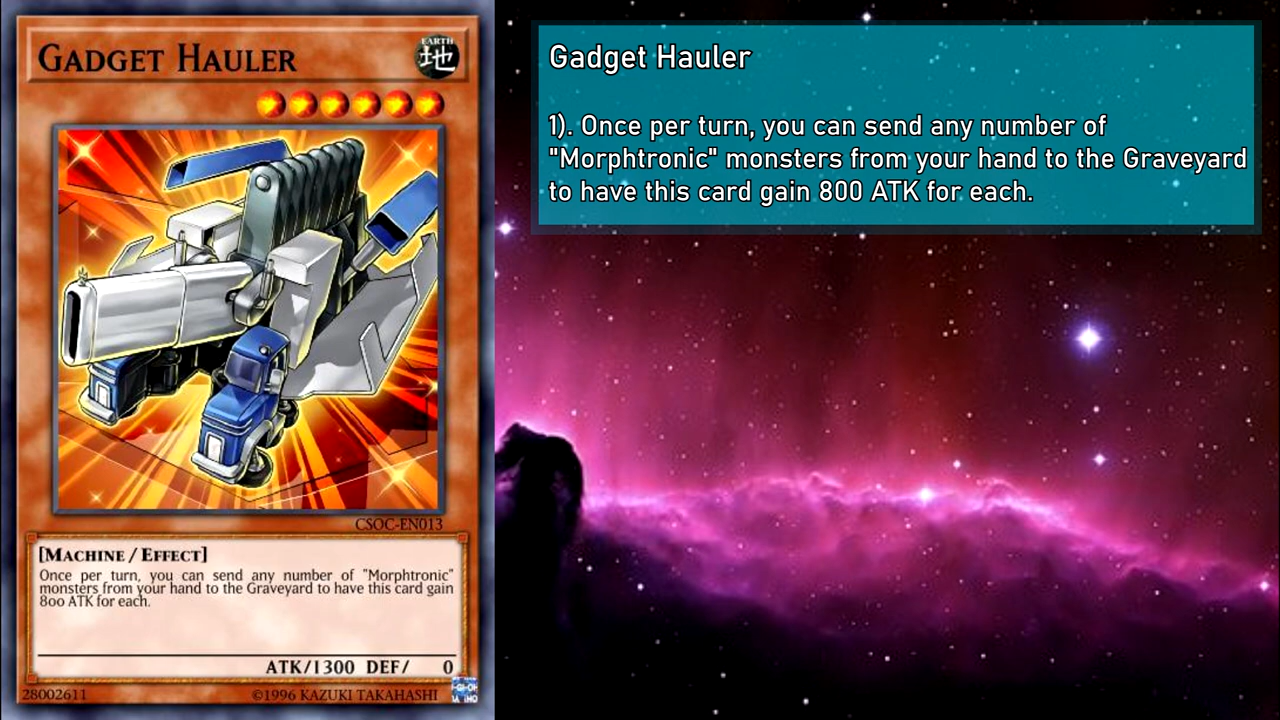 GADGET HAULER
EARTH
地
CSOC-EN013
[MACHINE / EFFECT]
Once per turn, you can send any number of "Morphtronic"
monsters from your hand to the Graveyard to have this card gain
800 ATK for each.
ATK/1300 DEF/ 0
28002611
©1996 KAZUKI TAKAHASHI
Gadget Hauler
1). Once per turn, you can send any number of
"Morphtronic" monsters from your hand to the Graveyard
to have this card gain 800 ATK for each.